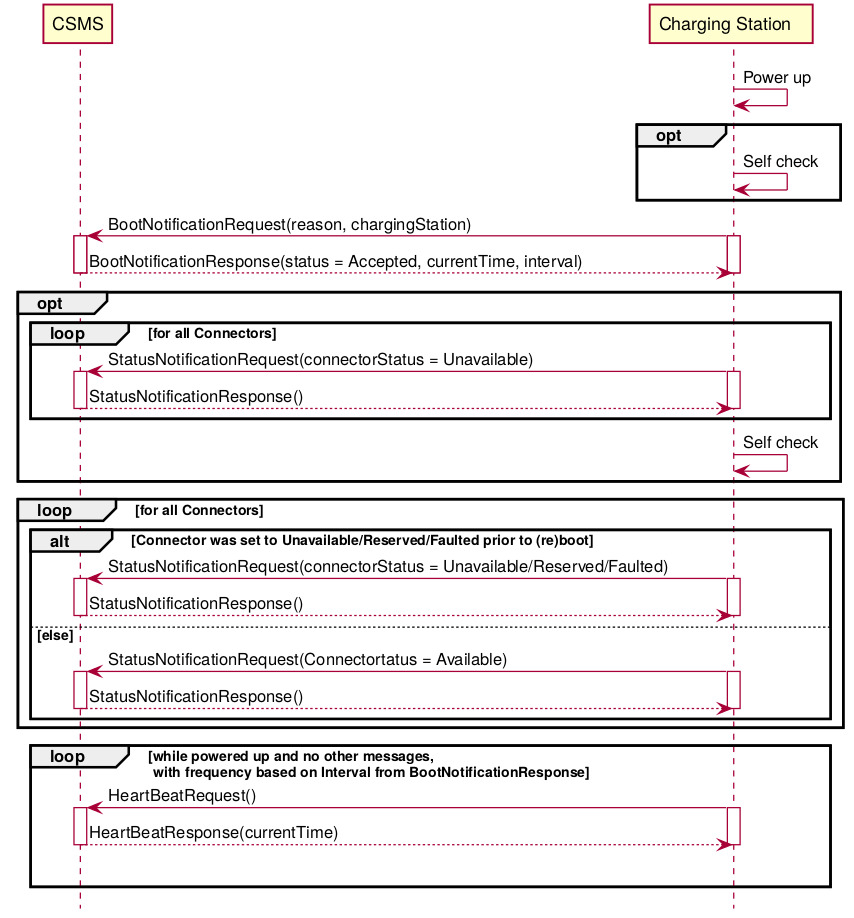 CSMS
Charging Station
Power up
opt
Self check
BootNotificationRequest(reason, chargingStation)
BootNotificationResponse(status = Accepted, currentTime, interval)
opt
loop
[for all Connectors]
StatusNotificationRequest(connectorStatus = Unavailable)
StatusNotificationResponse()
Self check
loop
[for all Connectors]
alt
[Connector was set to Unavailable/Reserved/Faulted prior to (re)boot]
StatusNotificationRequest(connectorStatus = Unavailable/Reserved/Faulted)
StatusNotificationResponse()
[else]
StatusNotificationRequest(Connectortatus = Available)
StatusNotificationResponse()
loop
[while powered up and no other messages,
with frequency based on Interval from BootNotificationResponse]
HeartBeatRequest()
HeartBeatResponse(currentTime)